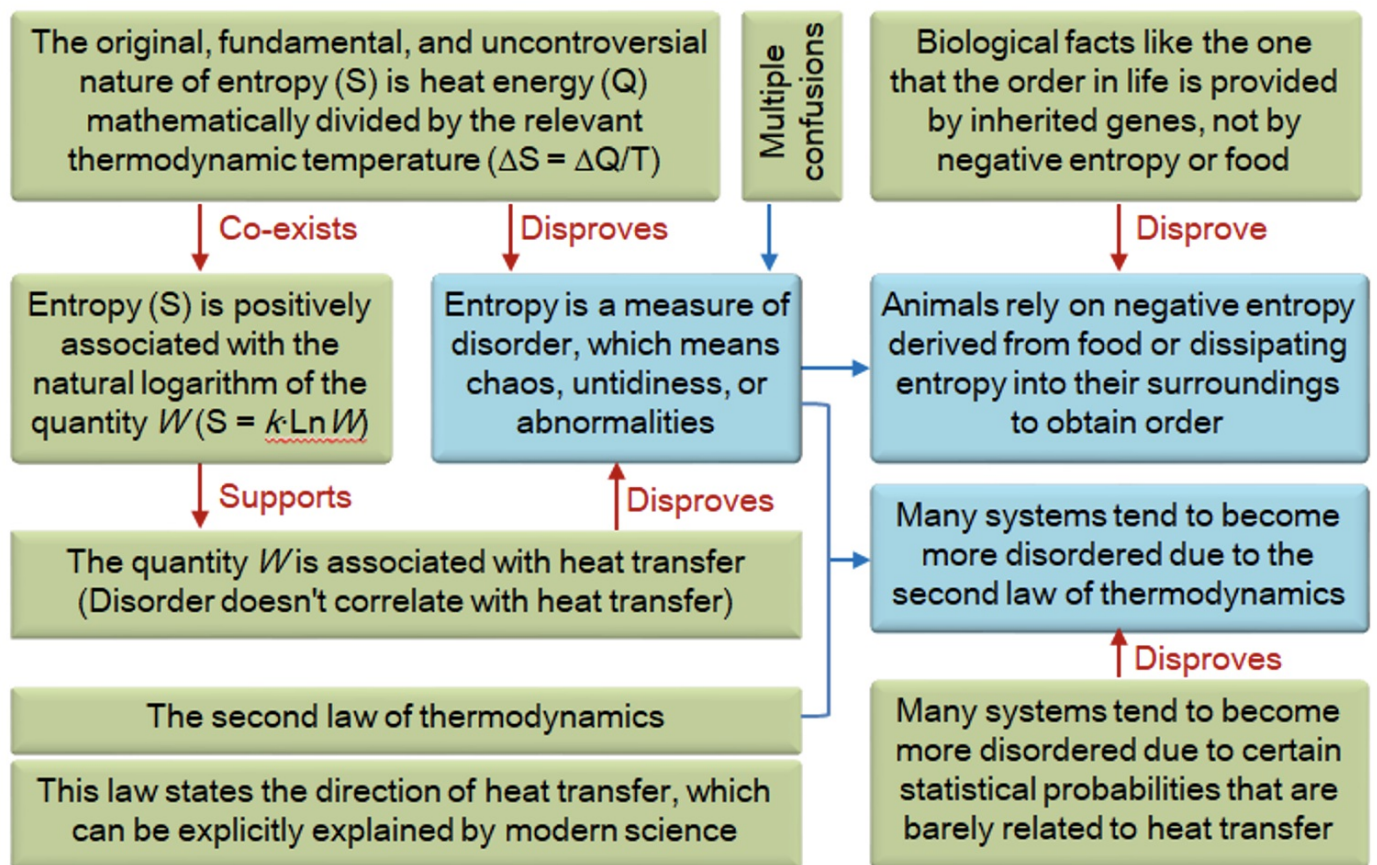 The original, fundamental, and uncontroversial
nature of entropy (S) is heat energy (Q)
mathematically divided by the relevant
thermodynamic temperature (ΔS = ΔQ/T)
Multiple
confusions
Biological facts like the one
that the order in life is provided
by inherited genes, not by
negative entropy or food
Co-exists
Disproves
Disprove
Entropy (S) is positively
associated with the
natural logarithm of the
quantity W (S = k·Ln W)
Entropy is a measure of
disorder, which means
chaos, untidiness, or
abnormalities
Animals rely on negative entropy
derived from food or dissipating
entropy into their surroundings
to obtain order
Supports
Disproves
The quantity W is associated with heat transfer
(Disorder doesn't correlate with heat transfer)
Many systems tend to become
more disordered due to the
second law of thermodynamics
Disproves
The second law of thermodynamics
This law states the direction of heat transfer, which
can be explicitly explained by modern science
Many systems tend to become
more disordered due to certain
statistical probabilities that are
barely related to heat transfer